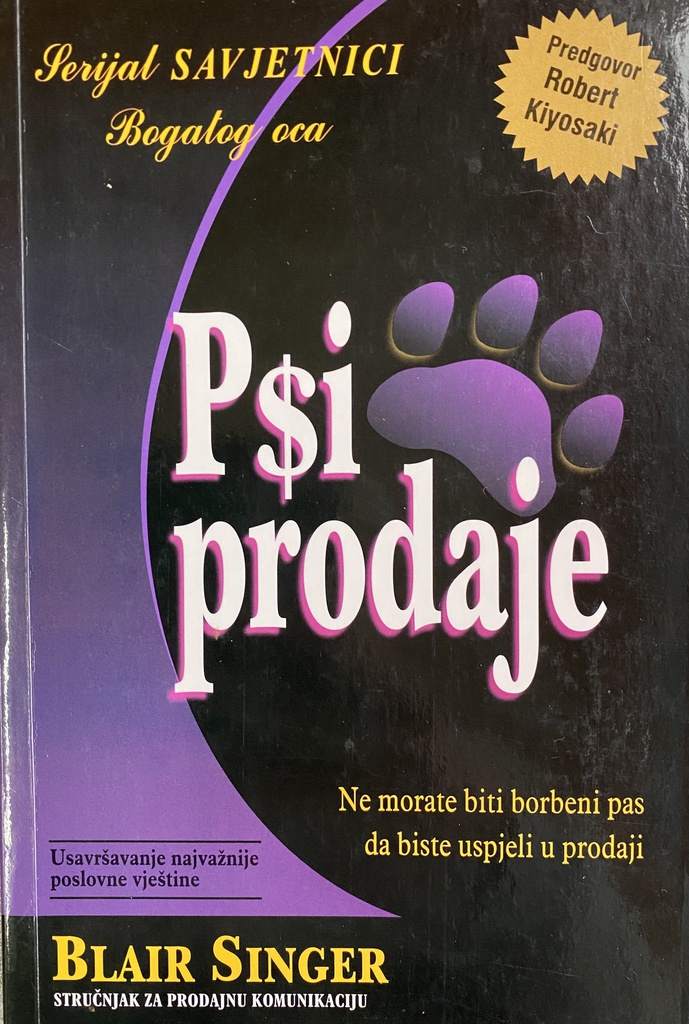 Serijal SAVJETNICI
Bogatog oca
Predgovor
Robert
Kiyosaki
P$i
prodaje
Ne morate biti borbeni pas
da biste uspjeli u prodaji
Usavršavanje najvažnije
poslovne vještine
BLAIR SINGER
STRUČNJAK ZA PRODAJNU KOMUNIKACIJU